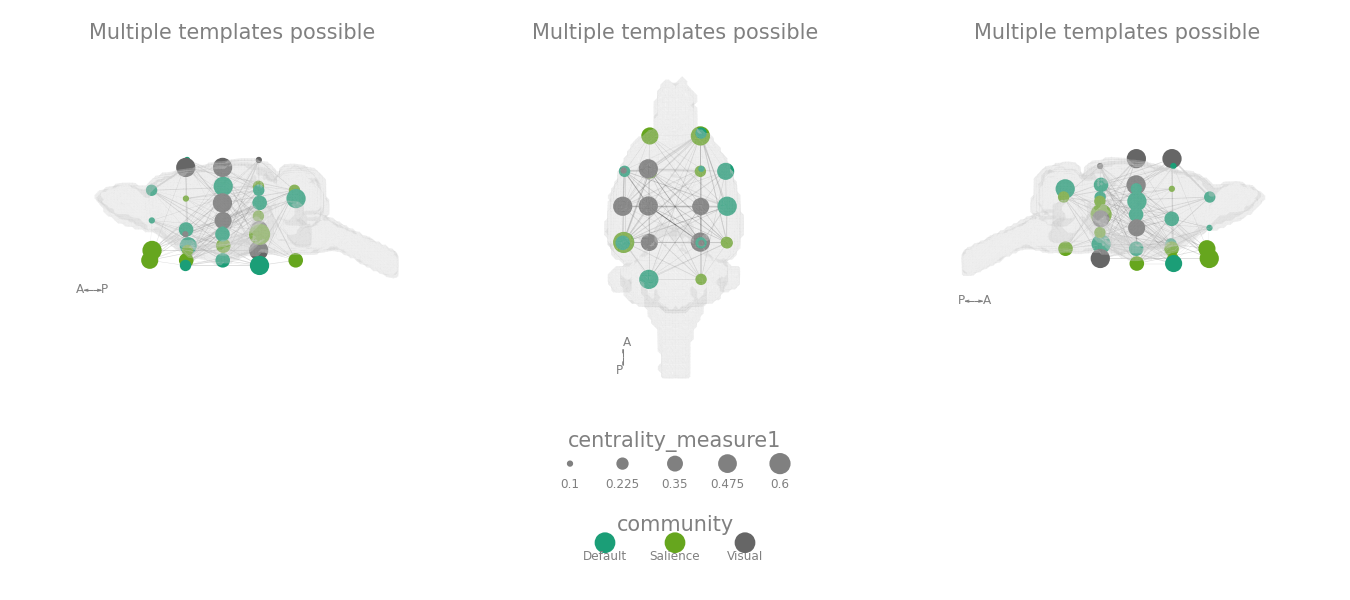 Multiple templates possible
Multiple templates possible
Multiple templates possible
A P
P A
A
P
centrality_measure1
0.1 0.225 0.35 0.475 0.6
community
Default Salience Visual